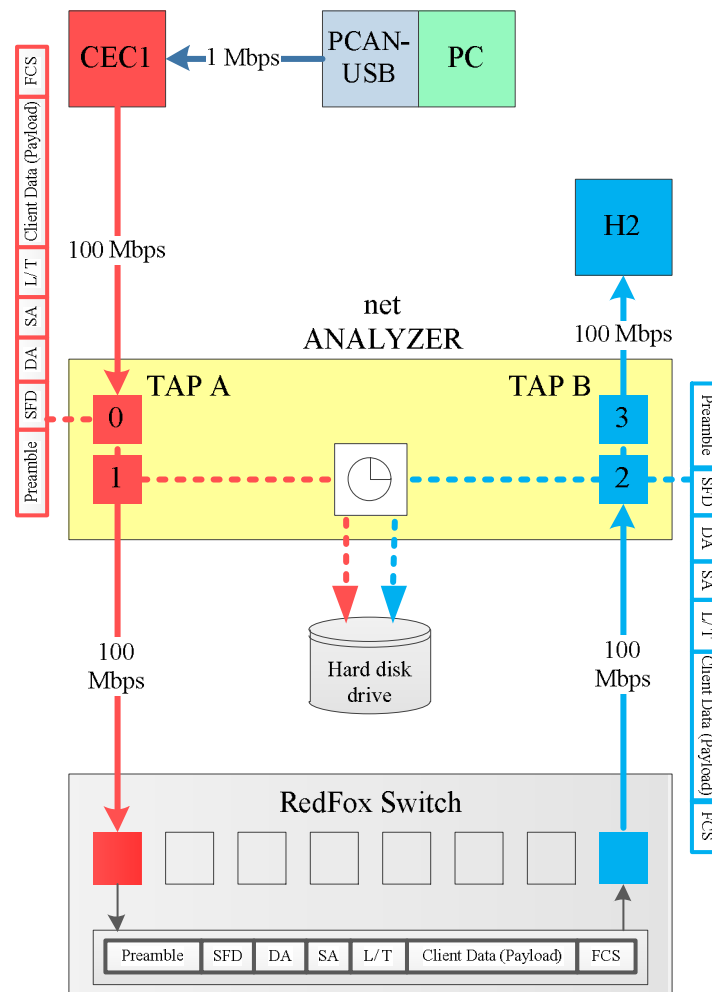 CEC1
1 Mbps
PCAN-
USB
PC
FCS
Client Data (Payload)
L/T
SA
DA
SFD
Preamble
100 Mbps
H2
100 Mbps
net
ANALYZER
TAP A
TAP B
0
1
3
2
Preamble
SFD
DA
SA
L/T
Client Data (Payload)
FCS
Hard disk
drive
100
Mbps
100
Mbps
RedFox Switch
Preamble
SFD
DA
SA
L/T
Client Data (Payload)
FCS